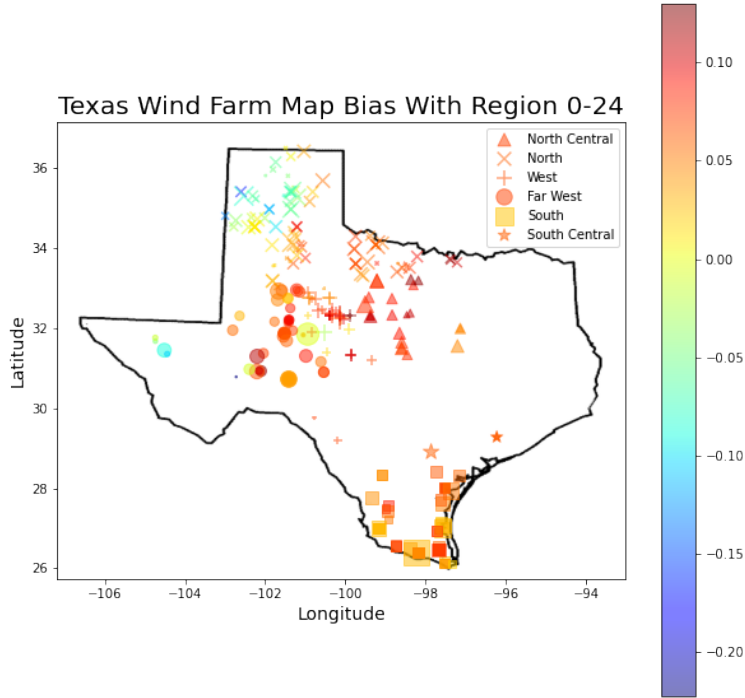 Texas Wind Farm Map Bias With Region 0-24
North Central
North
West
Far West
South
South Central
36
34
32
30
28
26
Latitude
−106
−104
−102
−100
−98
−96
−94
Longitude
0.10
0.05
0.00
−0.05
−0.10
−0.15
−0.20